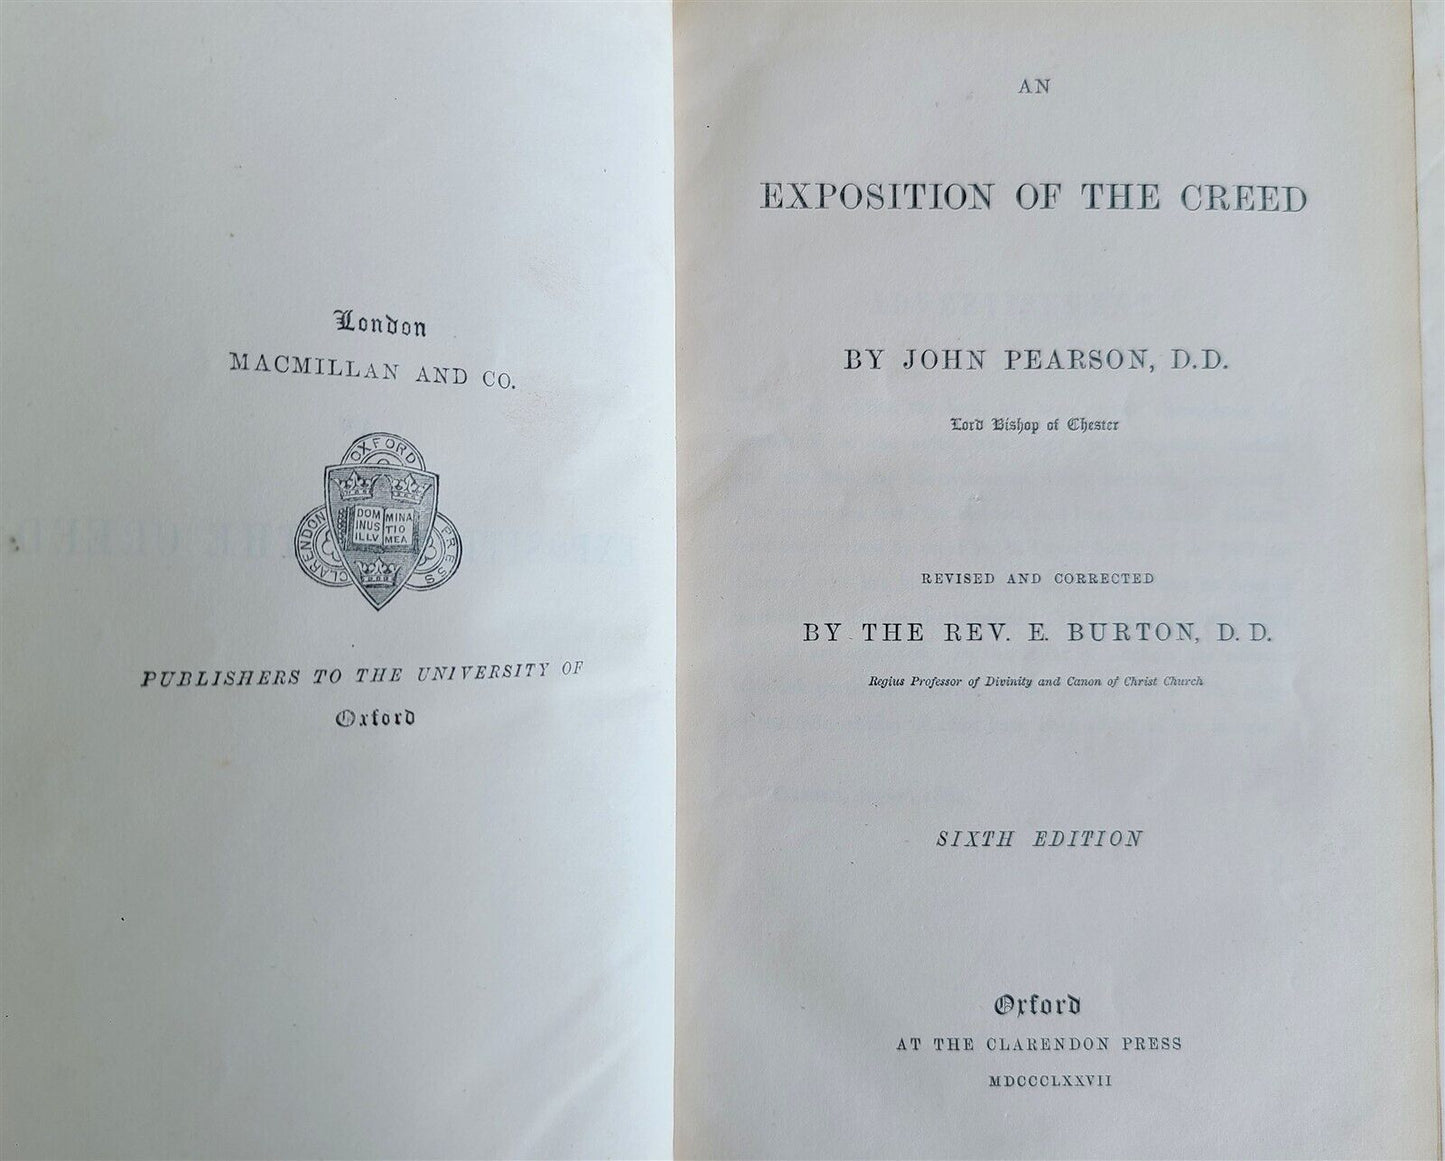 London
MACMILLAN AND CO.
OXFORD
CLARENDON
PRESS
DOM MINA
INUS TIO
ILLV MEA
PUBLISHERS TO THE UNIVERSITY OF
Oxford
AN
EXPOSITION OF THE CREED
BY JOHN PEARSON, D.D.
Lord Bishop of Chester
REVISED AND CORRECTED
BY THE REV. E. BURTON, D. D.
Regius Professor of Divinity and Canon of Christ Church
SIXTH EDITION
Oxford
AT THE CLARENDON PRESS
MDCCCLXXVII